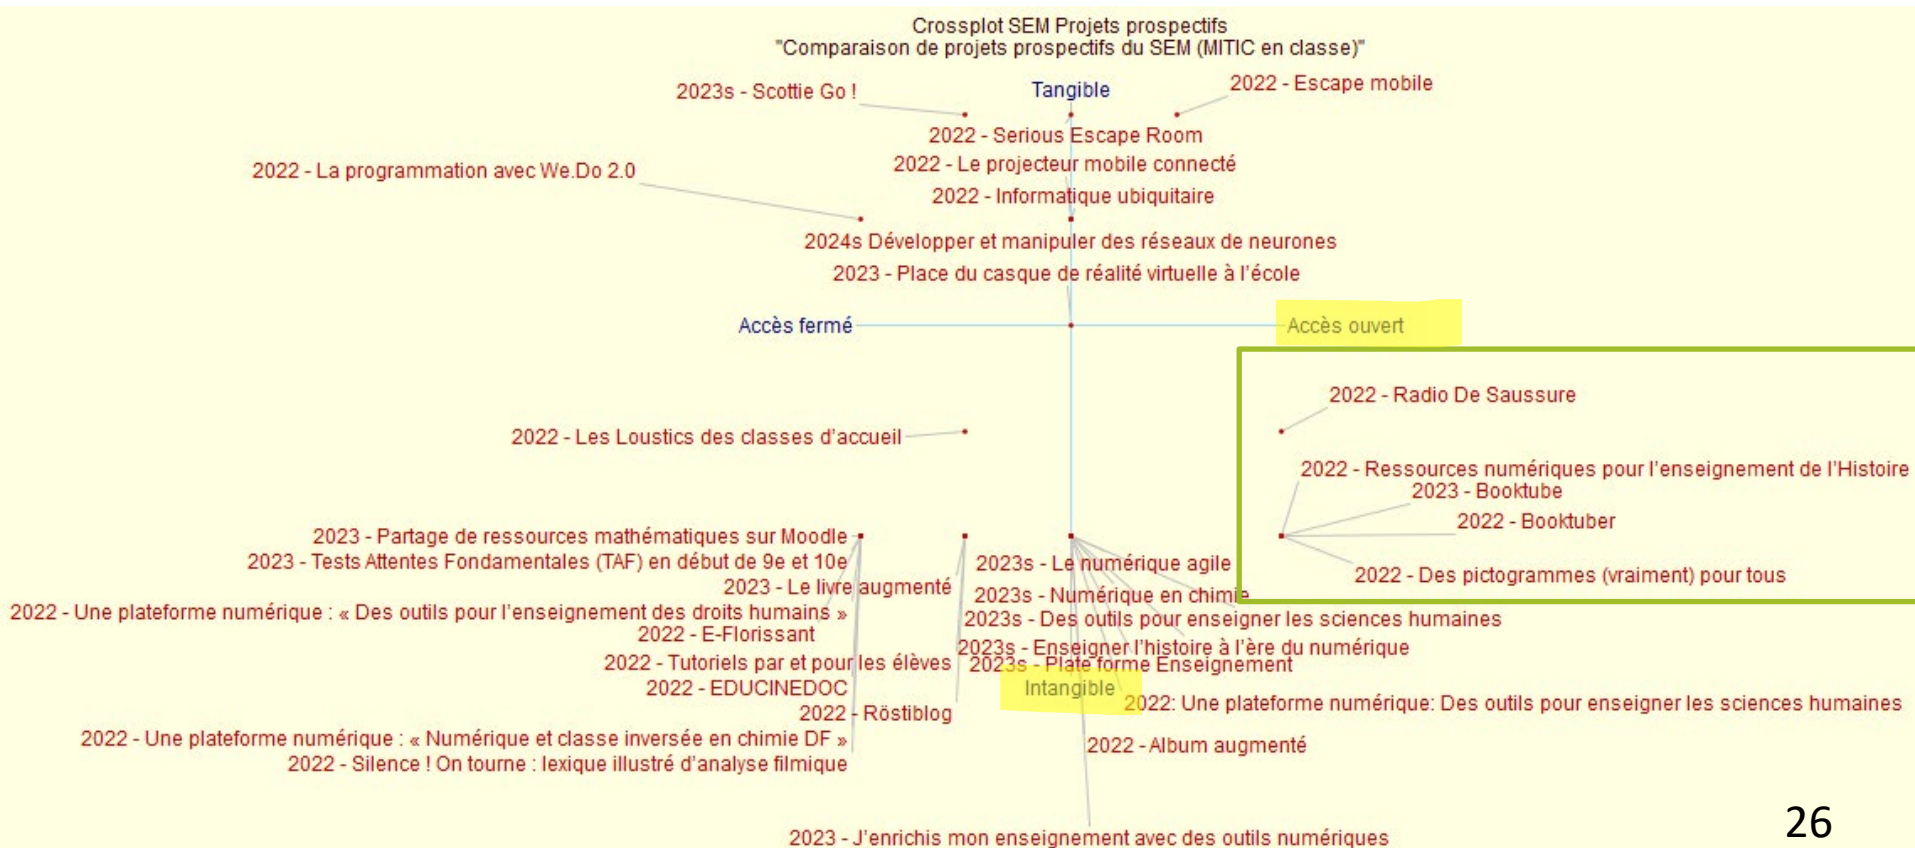 Crossplot SEM Projets prospectifs
"Comparaison de projets prospectifs du SEM (MITIC en classe)"
2023s - Scottie Go !
Tangible
2022 - Escape mobile
2022 - Serious Escape Room
2022 - Le projecteur mobile connecté
2022 - La programmation avec We.Do 2.0
2022 - Informatique ubiquitaire
2024s Développer et manipuler des réseaux de neurones
2023 - Place du casque de réalité virtuelle à l'école
Accès fermé
Accès ouvert
2022 - Radio De Saussure
2022 - Les Loustics des classes d'accueil
2022 - Ressources numériques pour l'enseignement de l'Histoire
2023 - Booktube
2022 - Booktuber
2022 - Des pictogrammes (vraiment) pour tous
2023 - Partage de ressources mathématiques sur Moodle
2023 - Tests Attentes Fondamentales (TAF) en début de 9e et 10e
2023 - Le livre augmenté
2022 - Une plateforme numérique : « Des outils pour l'enseignement des droits humains »
2022 - E-Florissant
2022 - Tutoriels par et pour les élèves
2022 - EDUCINEDOC
2022 - Röstiblog
2022 - Une plateforme numérique : « Numérique et classe inversée en chimie DF »
2022 - Silence ! On tourne : lexique illustré d'analyse filmique
2023s - Le numérique agile
2023s - Numérique en chimie
2023s - Des outils pour enseigner les sciences humaines
2023s - Enseigner l'histoire à l'ère du numérique
2023s - Plate forme Enseignement
Intangible
2022: Une plateforme numérique: Des outils pour enseigner les sciences humaines
2022 - Album augmenté
2023 - J'enrichis mon enseignement avec des outils numériques
26